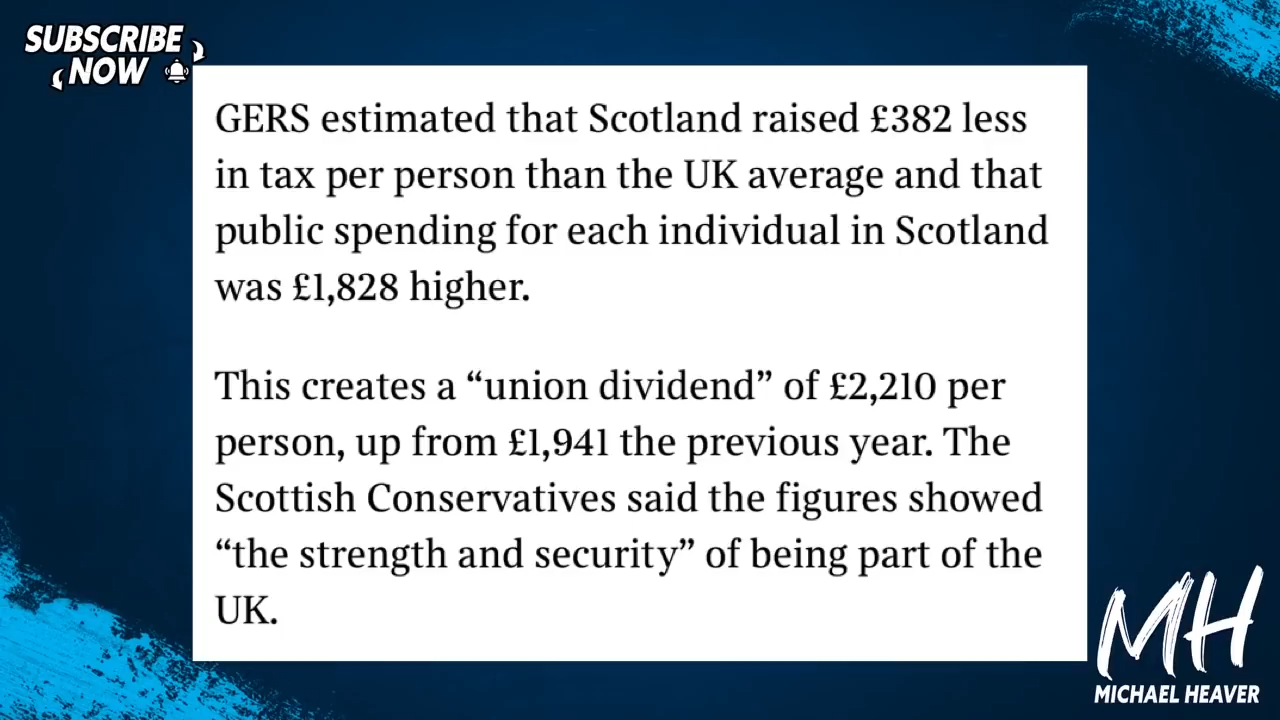 SUBSCRIBE
NOW
GERS estimated that Scotland raised £382 less
in tax per person than the UK average and that
public spending for each individual in Scotland
was £1,828 higher.
This creates a “union dividend” of £2,210 per
person, up from £1,941 the previous year. The
Scottish Conservatives said the figures showed
“the strength and security” of being part of the
UK.
MH
MICHAEL HEAVER